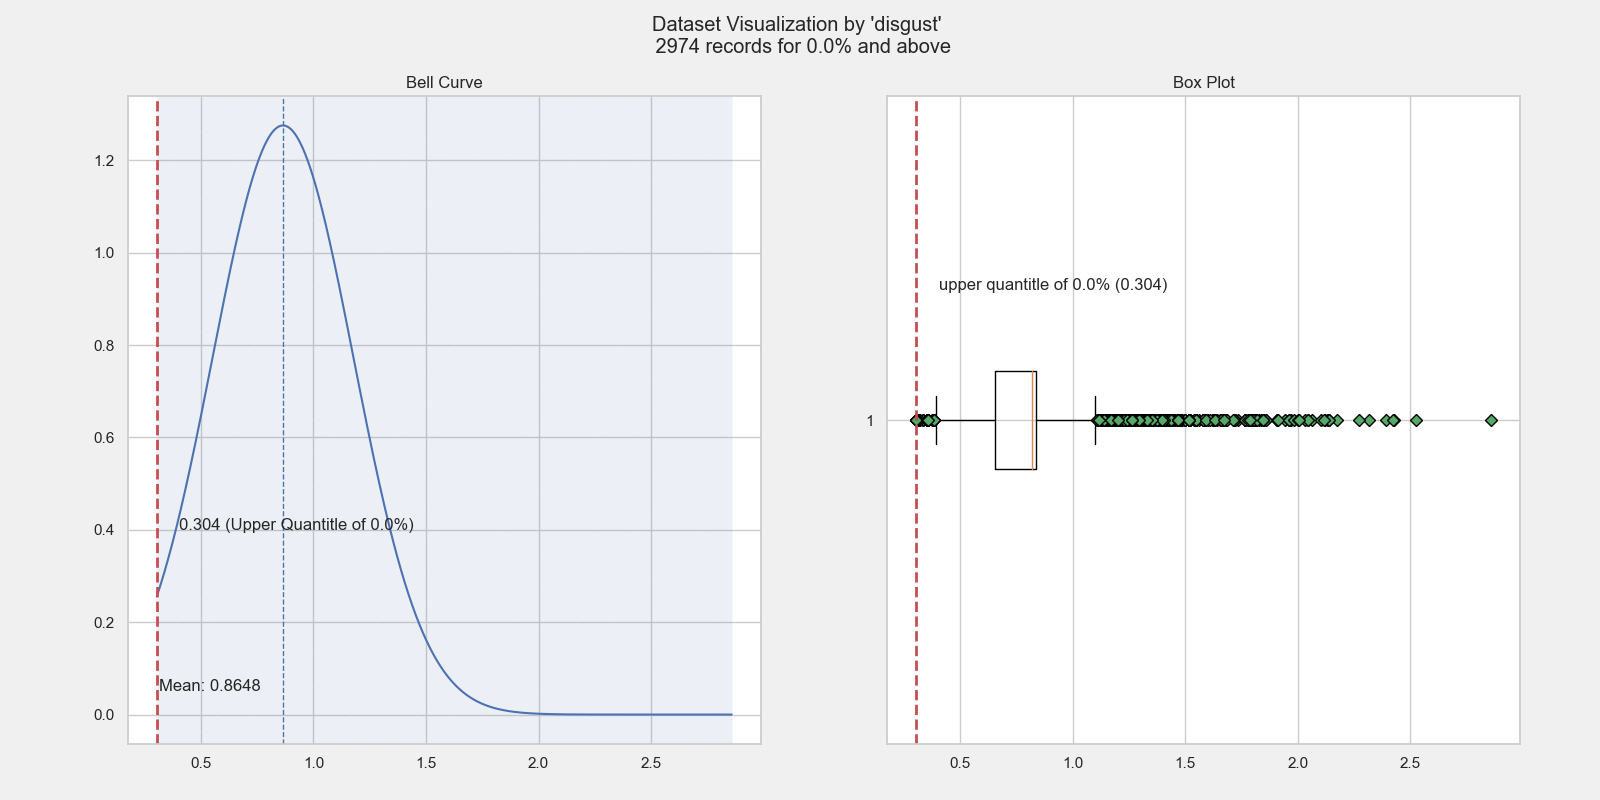 Dataset Visualization by 'disgust'
2974 records for 0.0% and above
Bell Curve
1.2
1.0
0.8
0.6
0.4
0.2
0.0
0.304 (Upper Quantitle of 0.0%)
Mean: 0.8648
0.5 1.0 1.5 2.0 2.5
Box Plot
upper quantitle of 0.0% (0.304)
1
0.5 1.0 1.5 2.0 2.5